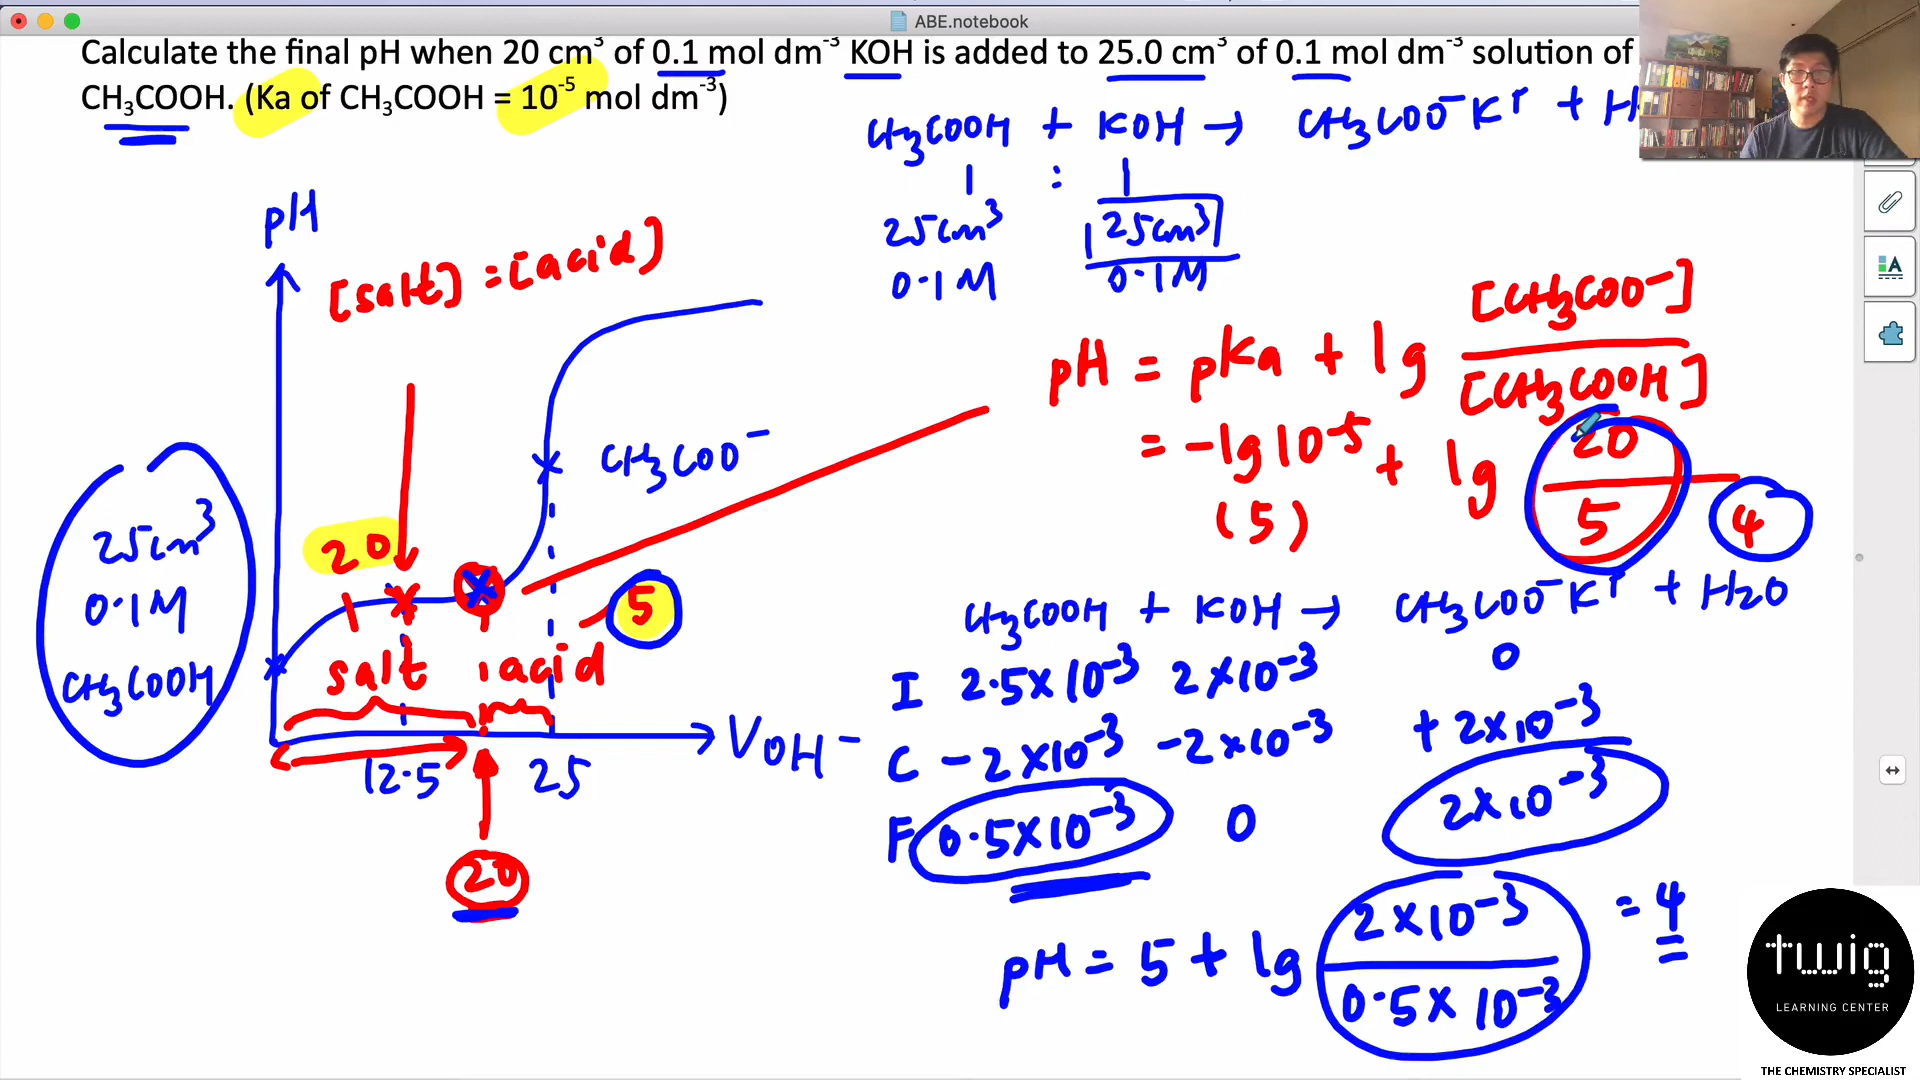 ABE.notebook
Calculate the final pH when 20 cm³ of 0.1 mol dm⁻³ KOH is added to 25.0 cm³ of 0.1 mol dm⁻³ solution of
CH₃COOH. (Ka of CH₃COOH = 10⁻⁵ mol dm⁻³)
CH3COOH + KOH → CH3COO⁻K⁺ + H
1 : 1
25cm³ 25cm³
0.1M 0.1M
pH
[salt] = [acid]
pH = pKa + lg [CH3COO⁻] / [CH3COOH]
= -lg10⁻⁵ + lg 20/5
(5)
4
CH3COO⁻
25cm³
0.1M
CH3COOH
20
5
salt acid
12.5 25
VOH⁻
20
CH3COOH + KOH → CH3COO⁻K⁺ + H2O
I 2.5×10⁻³ 2×10⁻³ 0
C -2×10⁻³ -2×10⁻³ +2×10⁻³
F 0.5×10⁻³ 0 2×10⁻³
pH = 5 + lg 2×10⁻³ / 0.5×10⁻³ = 4
twig
LEARNING CENTER
THE CHEMISTRY SPECIALIST